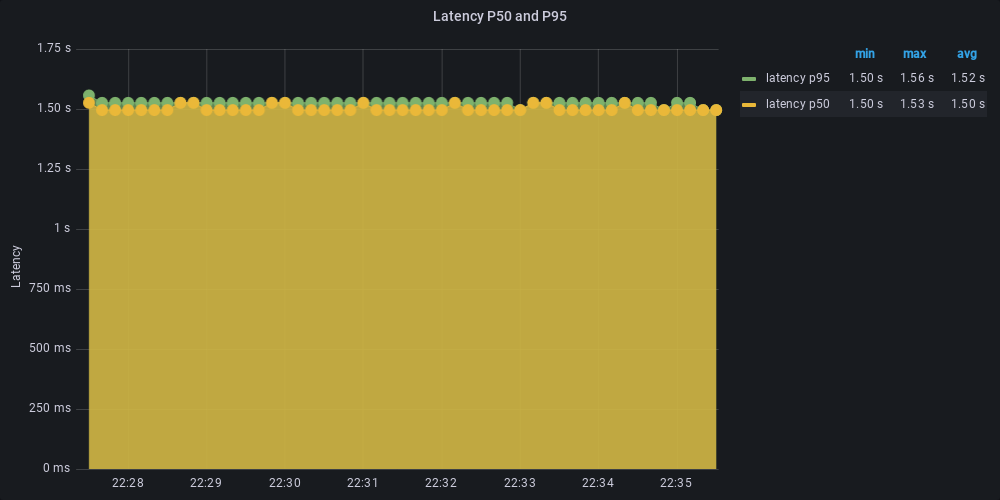 Latency P50 and P95
1.75 s
1.50 s
1.25 s
1 s
750 ms
500 ms
250 ms
0 ms
Latency
22:28 22:29 22:30 22:31 22:32 22:33 22:34 22:35
min max avg
latency p95 1.50 s 1.56 s 1.52 s
latency p50 1.50 s 1.53 s 1.50 s